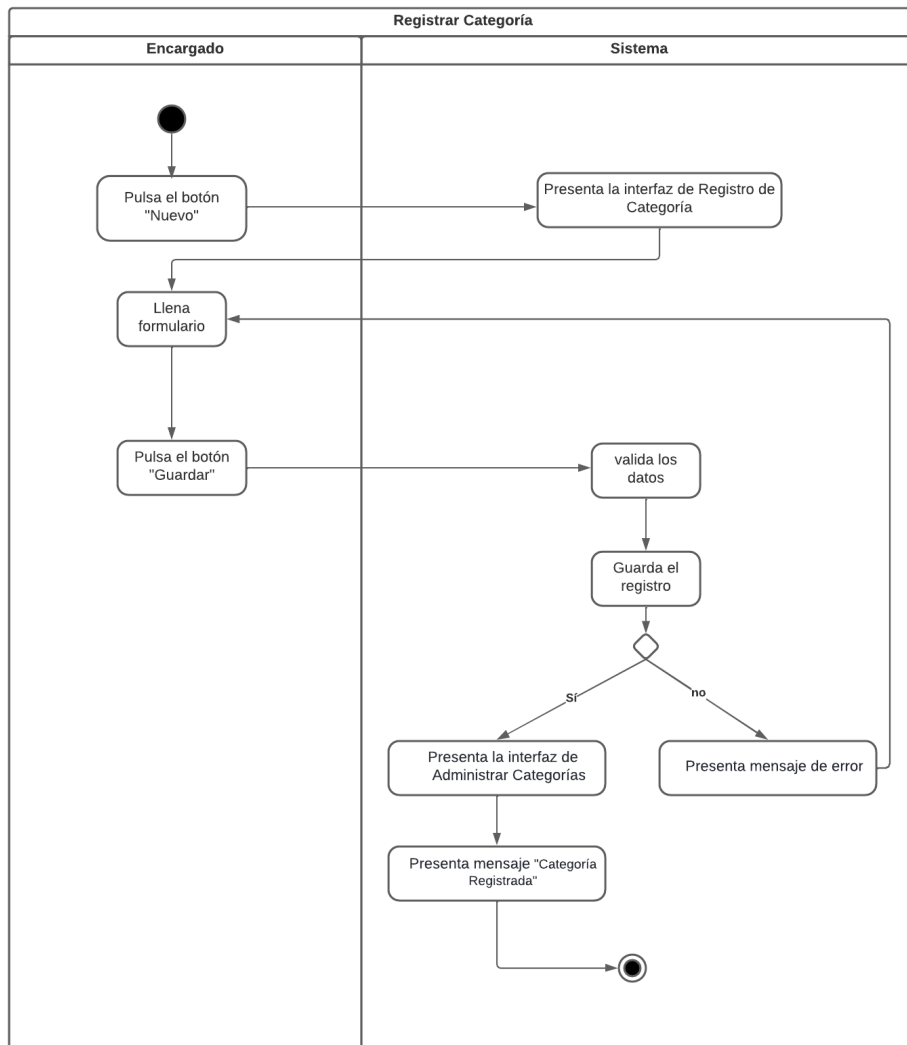 Registrar Categoría
Encargado
Sistema
Pulsa el botón
"Nuevo"
Presenta la interfaz de Registro de
Categoría
Llena
formulario
Pulsa el botón
"Guardar"
valida los
datos
Guarda el
registro
Sí
no
Presenta la interfaz de
Administrar Categorías
Presenta mensaje de error
Presenta mensaje "Categoría
Registrada"